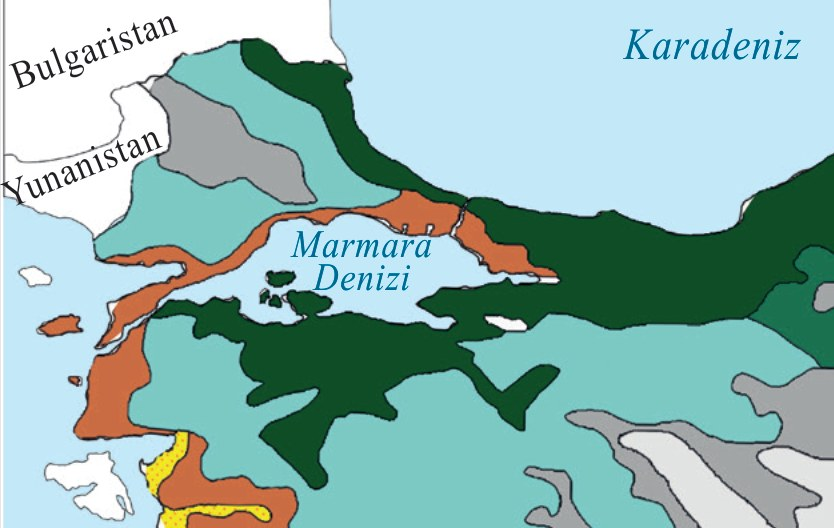 Bulgaristan
Karadeniz
Yunanistan
Marmara
Denizi